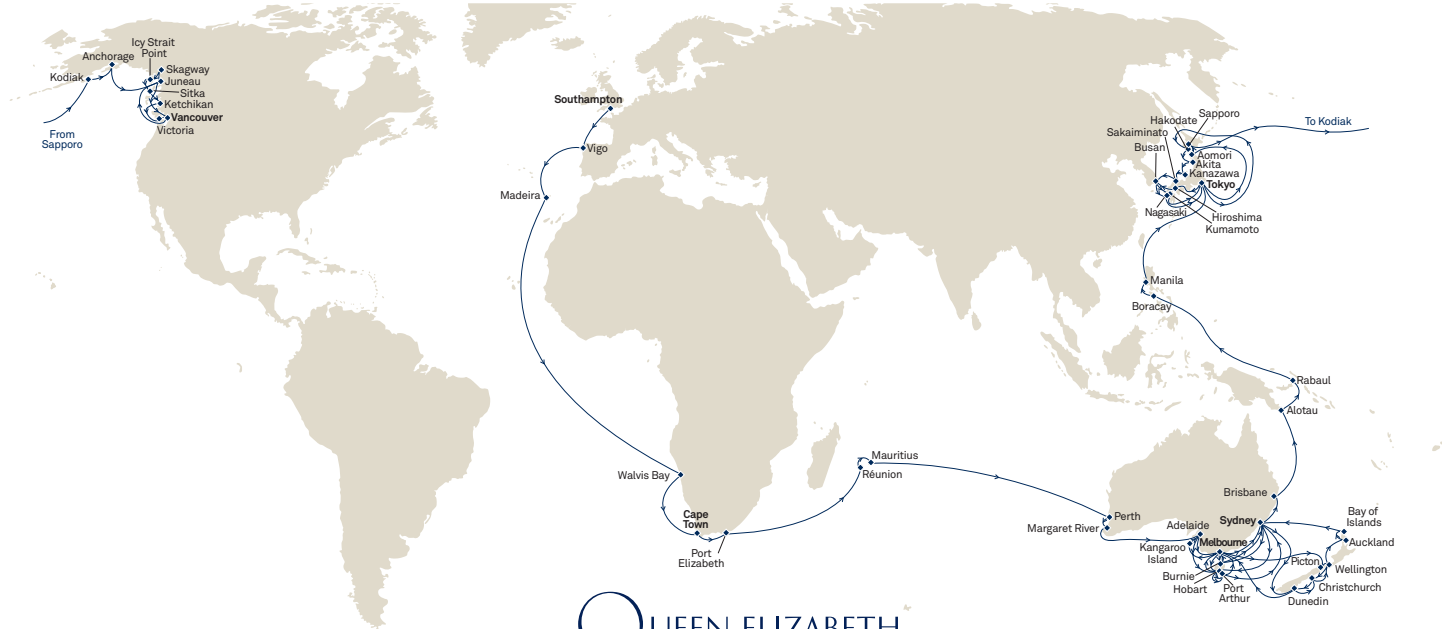 Icy Strait
Point
Anchorage
Kodiak
Skagway
Juneau
Sitka
Ketchikan
Vancouver
Victoria
From
Sapporo
Southampton
Vigo
Madeira
Walvis Bay
Cape
Town
Port
Elizabeth
Mauritius
Réunion
Perth
Margaret River
Adelaide
Kangaroo
Island
Melbourne
Burnie
Hobart
Port
Arthur
Sydney
Brisbane
Bay of
Islands
Auckland
Picton
Wellington
Christchurch
Dunedin
Alotau
Rabaul
Boracay
Manila
Sapporo
Hakodate
Sakaiminato
Busan
Aomori
Akita
Kanazawa
Tokyo
Nagasaki
Hiroshima
Kumamoto
To Kodiak
QUEEN ELIZABETH